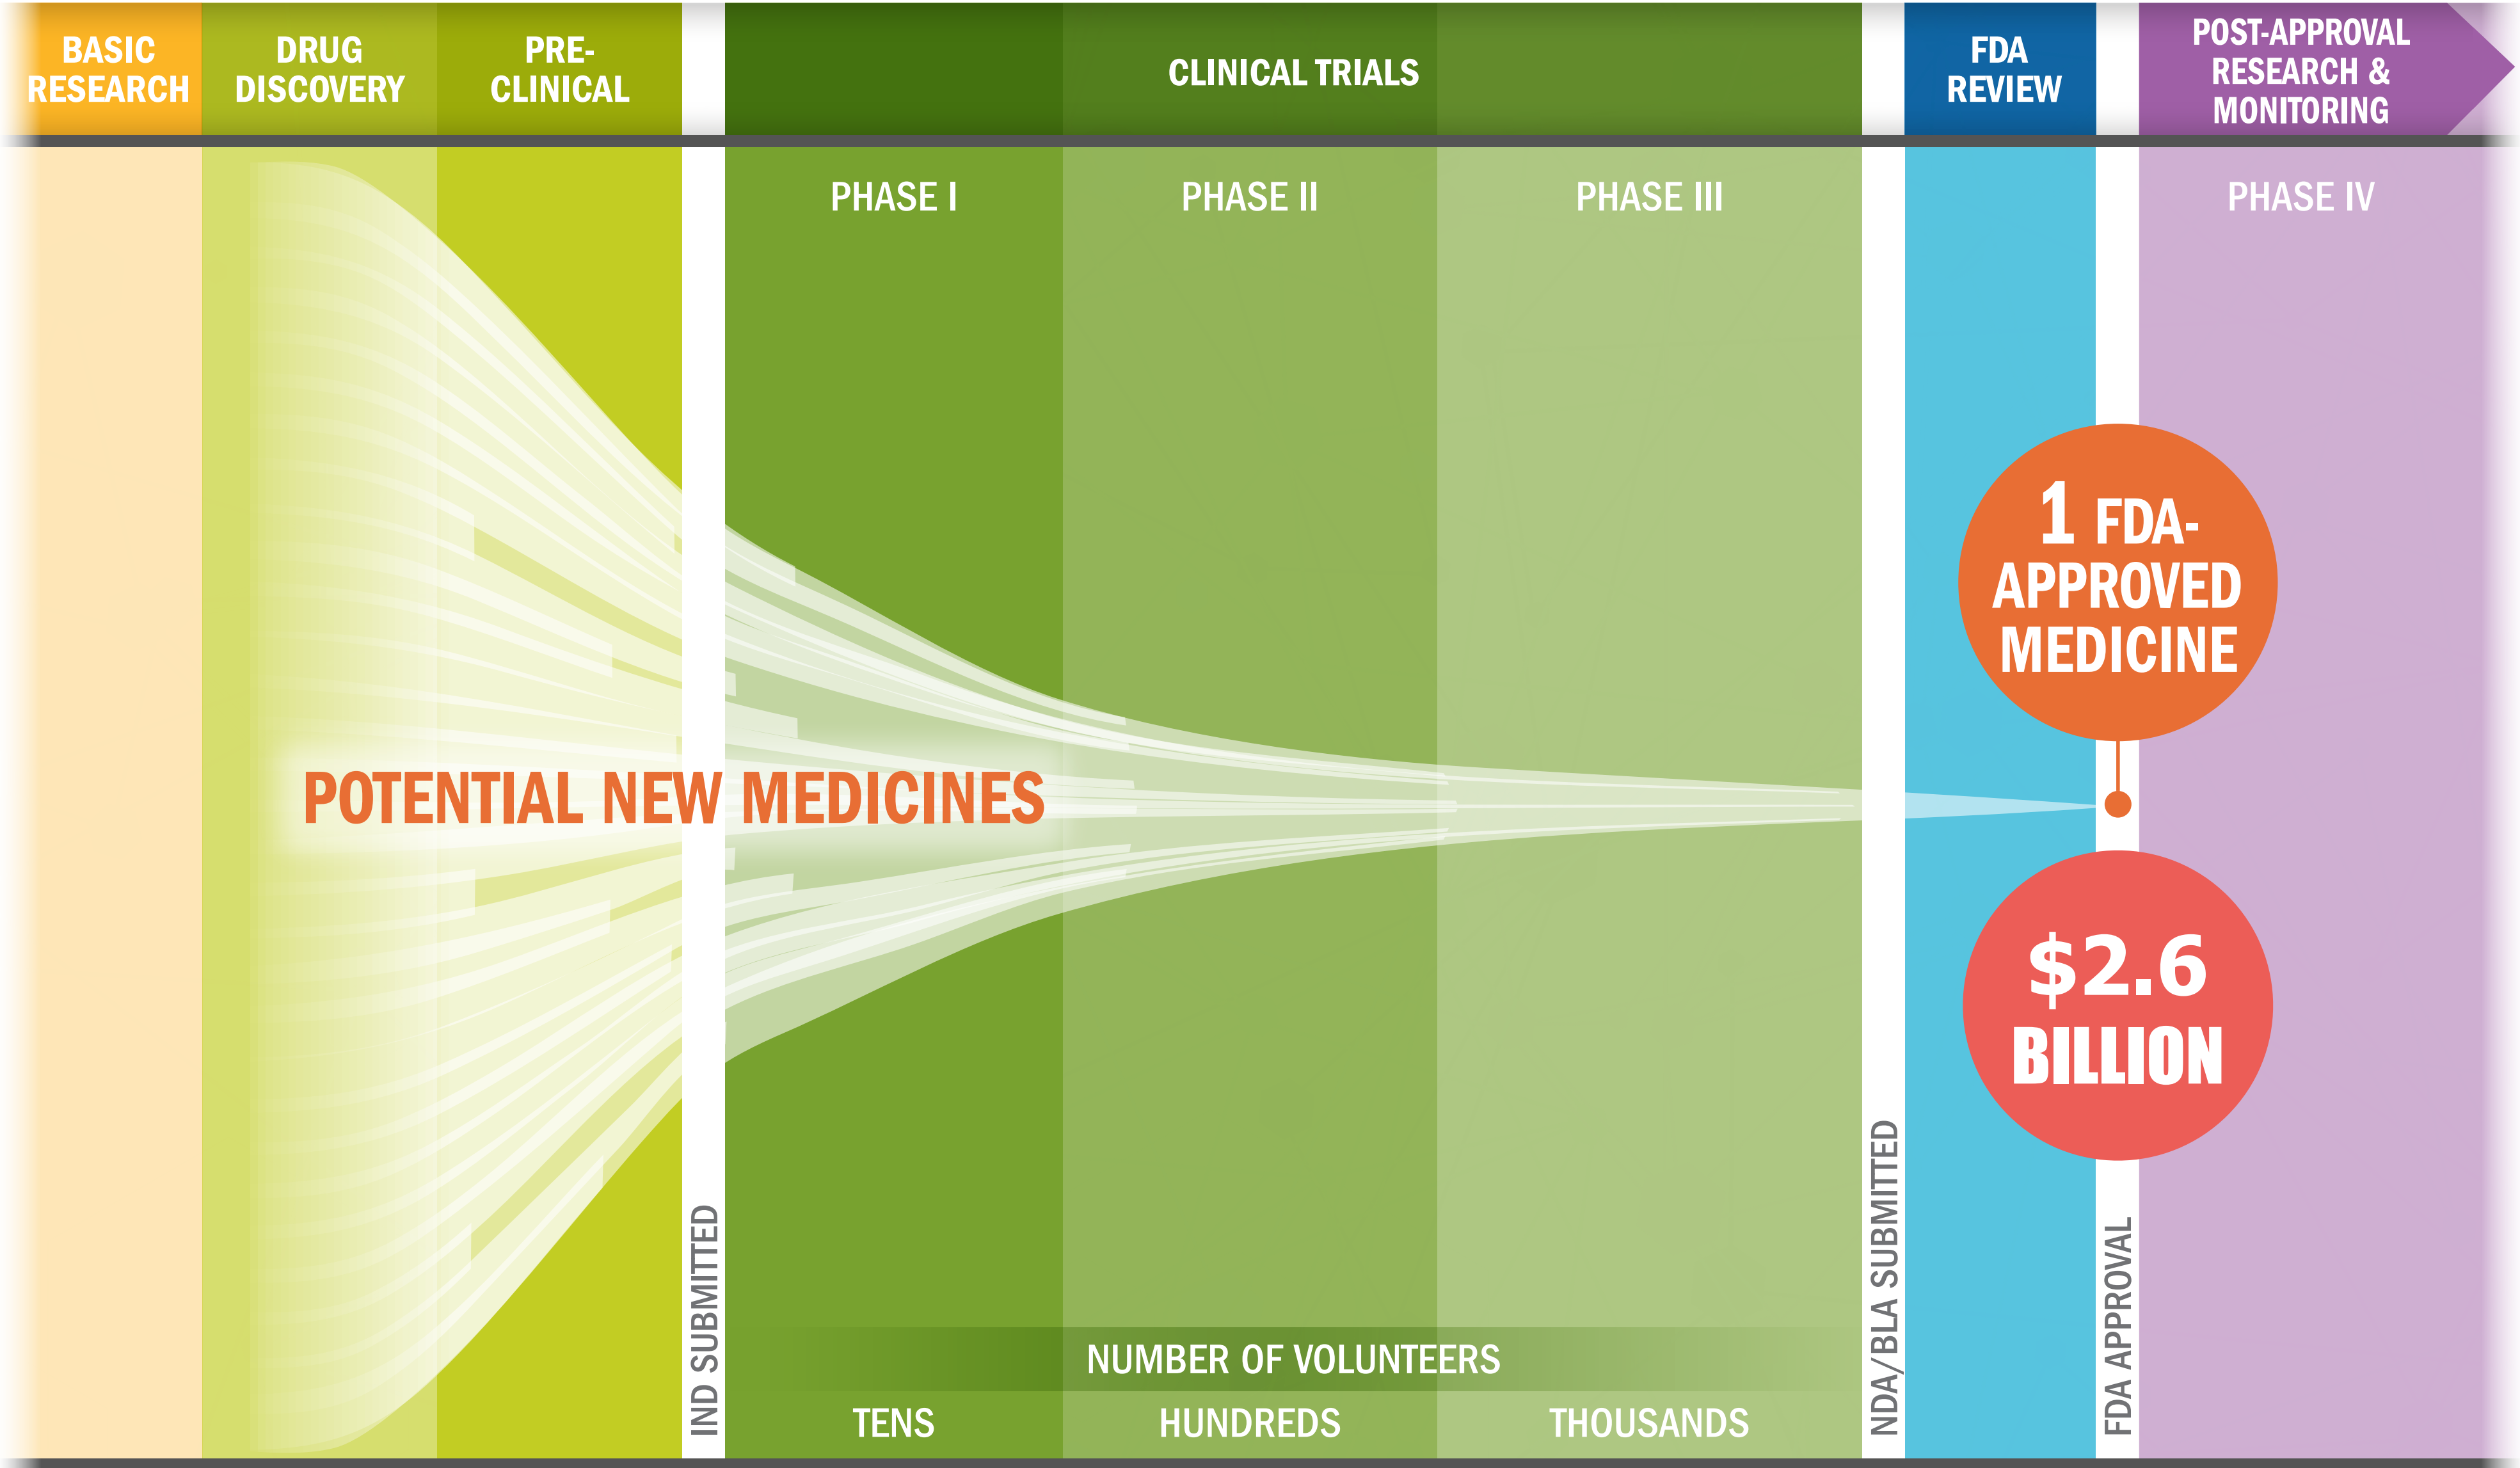 BASIC
RESEARCH
DRUG
DISCOVERY
PRE-
CLINICAL
CLINICAL TRIALS
FDA
REVIEW
POST-APPROVAL
RESEARCH &
MONITORING
PHASE I
PHASE II
PHASE III
PHASE IV
1 FDA-
APPROVED
MEDICINE
POTENTIAL NEW MEDICINES
$2.6
BILLION
IND SUBMITTED
NDA/BLA SUBMITTED
FDA APPROVAL
NUMBER OF VOLUNTEERS
TENS
HUNDREDS
THOUSANDS